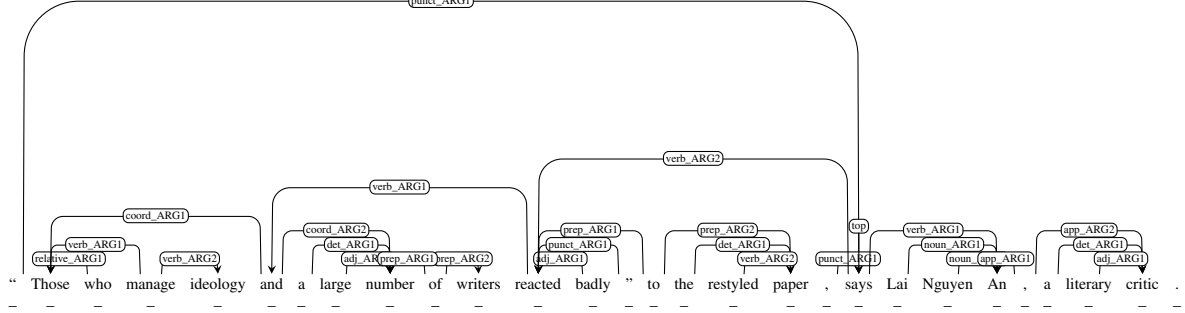 punct_ARG1
verb_ARG2
verb_ARG1
coord_ARG1 top
coord_ARG2 prep_ARG1 prep_ARG2 verb_ARG1 app_ARG2
verb_ARG1 det_ARG1 punct_ARG1 det_ARG1 noun_ARG1 det_ARG1
relative_ARG1 verb_ARG2 prep_ARG1 prep_ARG2 adj_ARG1 verb_ARG2 punct_ARG1 app_ARG1 adj_ARG1
“ Those who manage ideology and a large number of writers reacted badly ” to the restyled paper , says Lai Nguyen An , a literary critic .
_ _ _ _ _ _ _ _ _ _ _ _ _ _ _ _ _ _ _ _ _ _ _ _ _ _ _ _